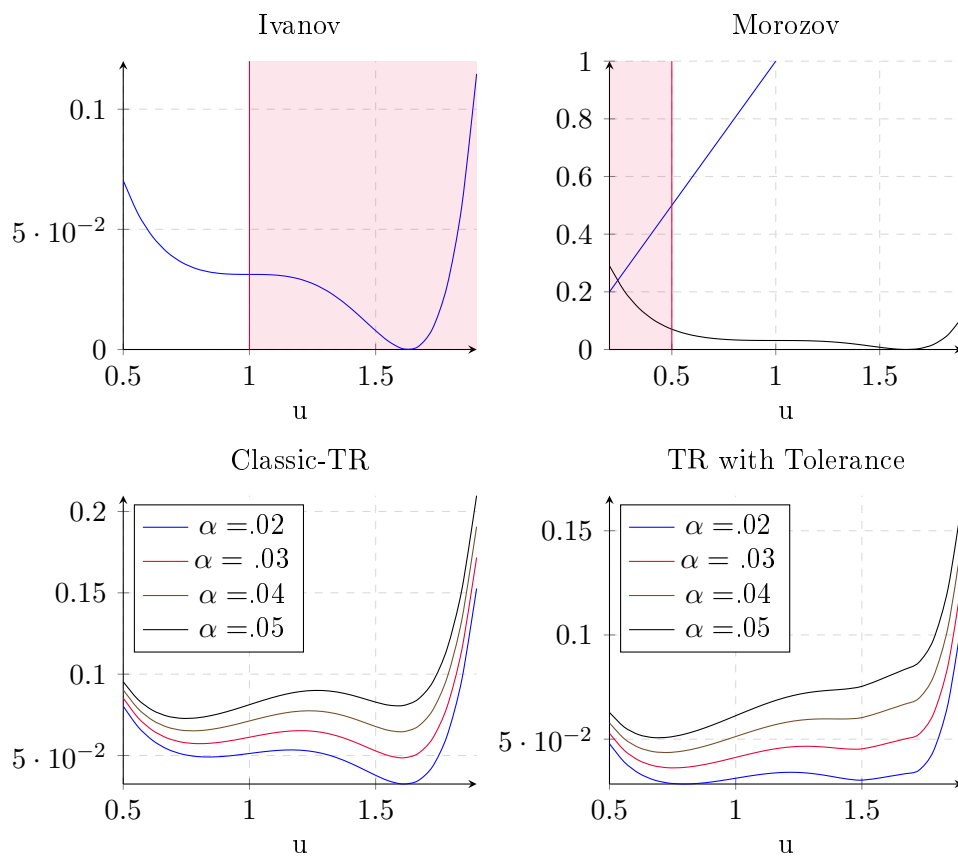 Ivanov
0.1
5 · 10−2
0
0.5
1
1.5
u
Morozov
1
0.8
0.6
0.4
0.2
0
0.5
1
1.5
u
Classic-TR
0.2
0.15
0.1
5 · 10−2
0.5
1
1.5
u
α =.02
α = .03
α =.04
α =.05
TR with Tolerance
0.15
0.1
5 · 10−2
0.5
1
1.5
u
α =.02
α = .03
α =.04
α =.05